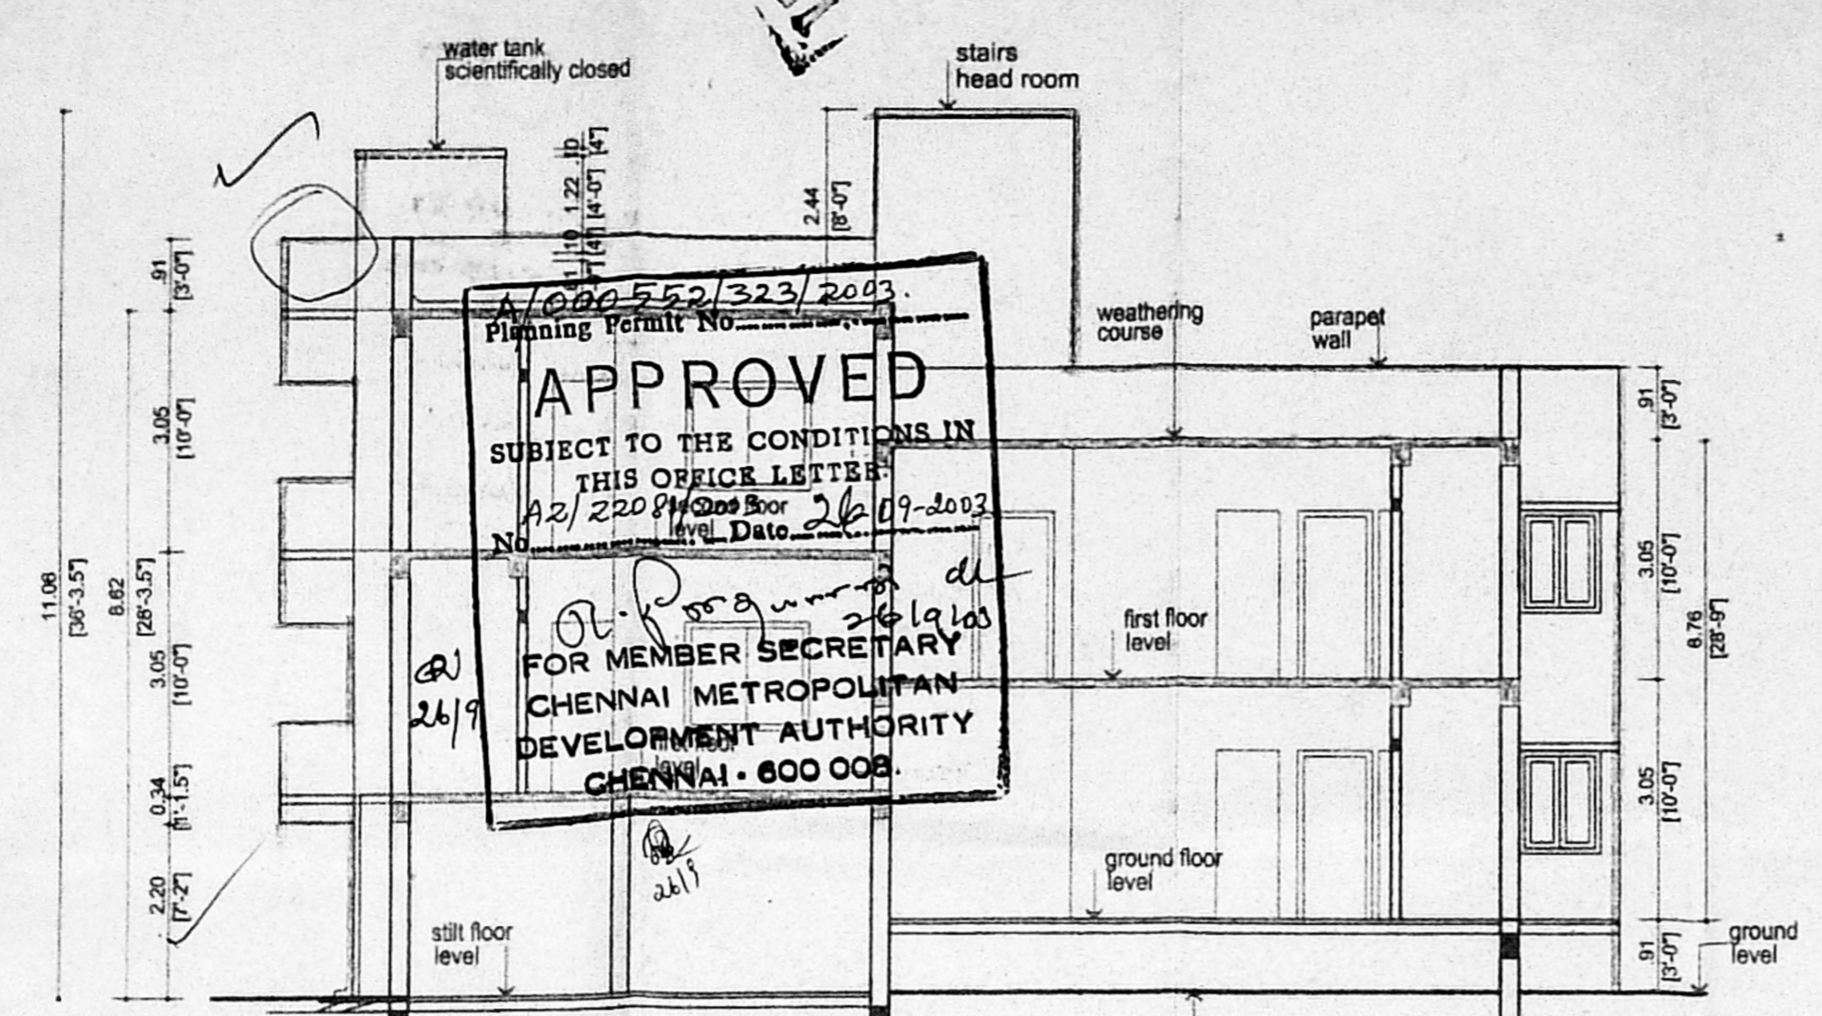 water tank
scientifically closed
stairs
head room
.10 [4"]
1.22 [4'-0"]
.10 [4"]
2.44
[8'-0"]
11.06
[36'-3.5"]
8.62
[28'-3.5"]
.91
[3'-0"]
3.05
[10'-0"]
3.05
[10'-0"]
0.34
[1'-1.5"]
2.20
[7'-2"]
A/000552/323/2003.
Planning Permit No
APPROVED
SUBJECT TO THE CONDITIONS IN
THIS OFFICE LETTER.
No A2/22081/2003 Date 26 09-2003
second floor
level
26/9/03
FOR MEMBER SECRETARY
CHENNAI METROPOLITAN
DEVELOPMENT AUTHORITY
CHENNAI • 600 008.
first floor
level
26/9
26/9
weathering
course
parapet
wall
first floor
level
ground floor
level
stilt floor
level
.91
[3'-0"]
3.05
[10'-0"]
3.05
[10'-0"]
.91
[3'-0"]
8.76
[28'-9"]
ground
level